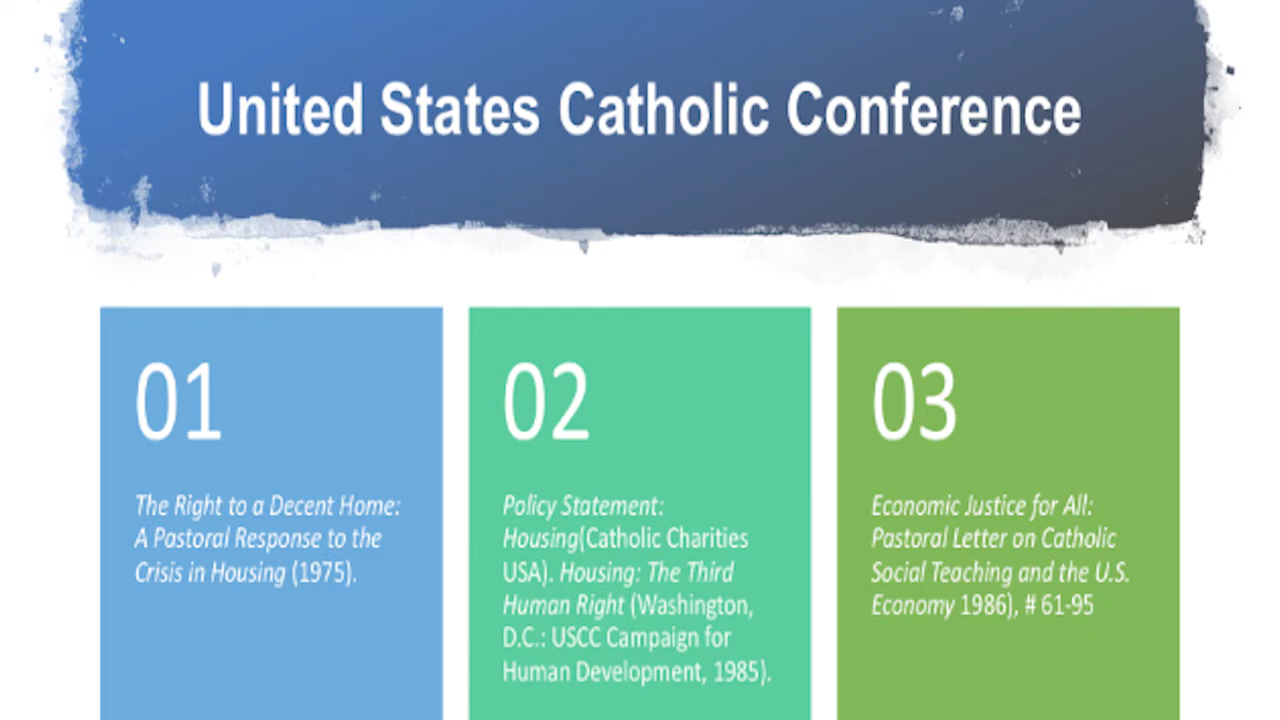 United States Catholic Conference
01
The Right to a Decent Home:
A Pastoral Response to the
Crisis in Housing (1975).
02
Policy Statement:
Housing(Catholic Charities
USA). Housing: The Third
Human Right (Washington,
D.C.: USCC Campaign for
Human Development, 1985).
03
Economic Justice for All:
Pastoral Letter on Catholic
Social Teaching and the U.S.
Economy 1986), # 61-95